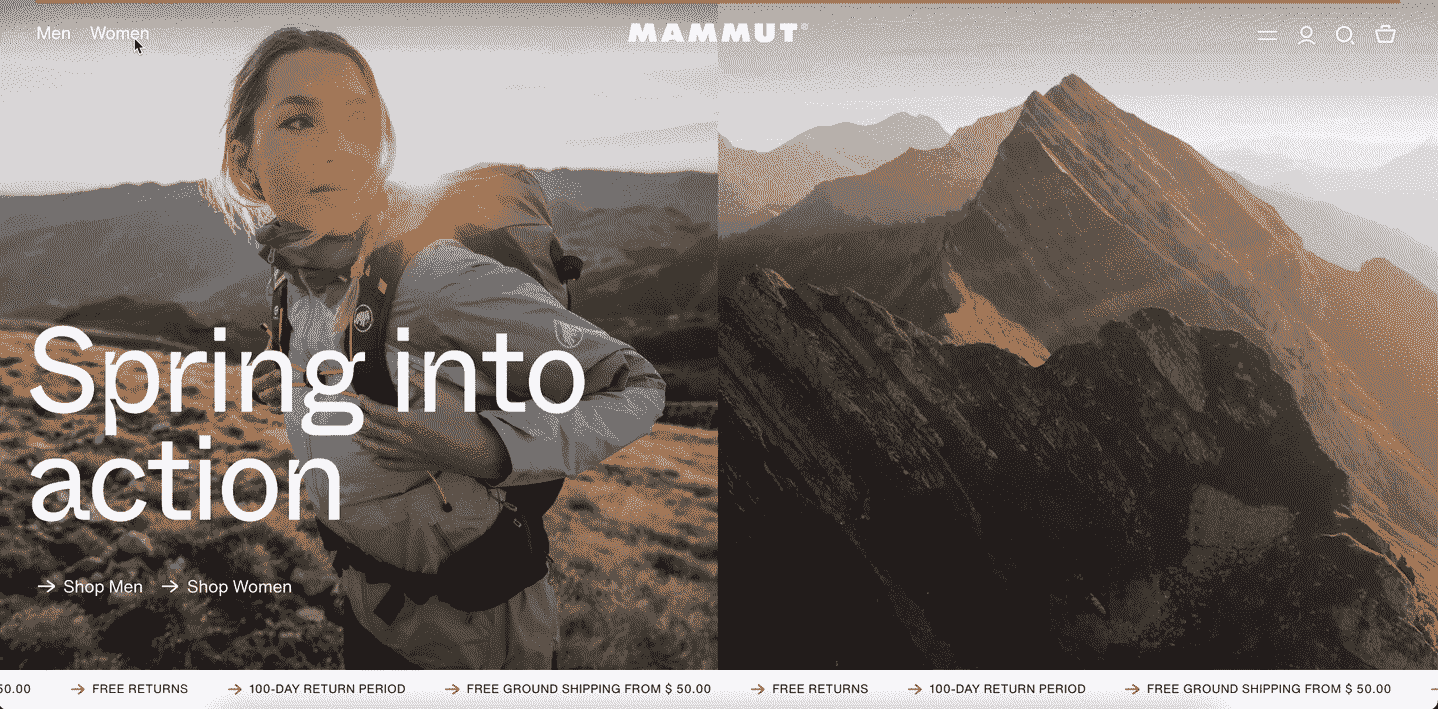 Men Women MAMMUT®
Spring into
action
→ Shop Men → Shop Women
50.00 → FREE RETURNS → 100-DAY RETURN PERIOD → FREE GROUND SHIPPING FROM $ 50.00 → FREE RETURNS → 100-DAY RETURN PERIOD → FREE GROUND SHIPPING FROM $ 50.00